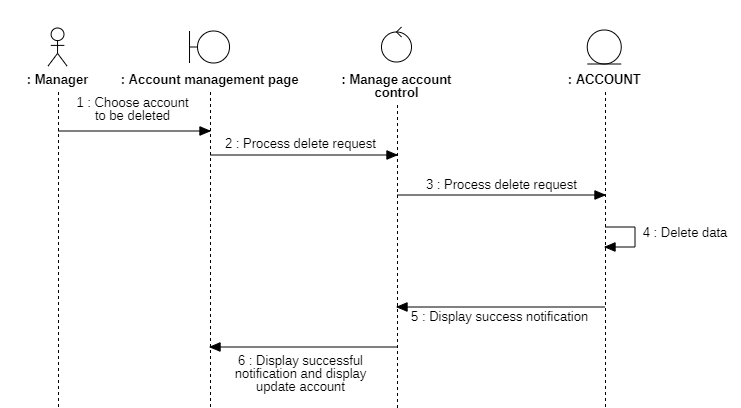 : Manager
: Account management page
: Manage account
control
: ACCOUNT
1 : Choose account
to be deleted
2 : Process delete request
3 : Process delete request
4 : Delete data
5 : Display success notification
6 : Display successful
notification and display
update account